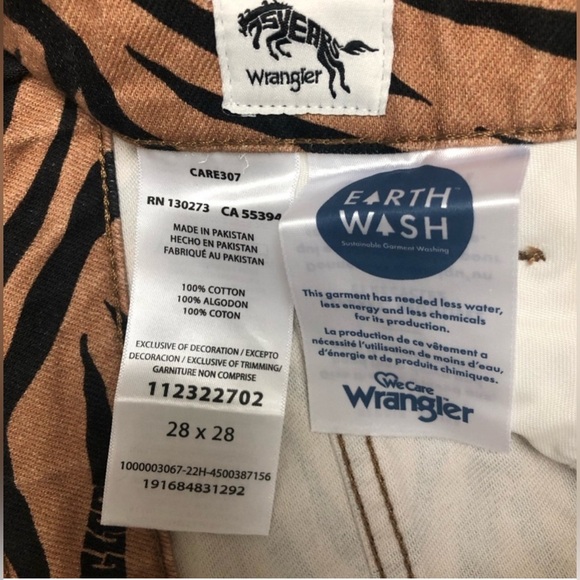 75 YEARS
Wrangler
CARE307
RN 130273 CA 55394
MADE IN PAKISTAN
HECHO EN PAKISTAN
FABRIQUÉ AU PAKISTAN
100% COTTON
100% ALGODON
100% COTON
EXCLUSIVE OF DECORATION / EXCEPTO
DECORACION / EXCLUSIVE OF TRIMMING/
GARNITURE NON COMPRISE
112322702
28 x 28
1000003067-22H-4500387156
191684831292
EARTH
WASH
Sustainable Garment Washing
This garment has needed less water,
less energy and less chemicals
for its production.
La production de ce vêtement a
nécessité l'utilisation de moins d'eau,
d'énergie et de produits chimiques.
We Care
Wrangler